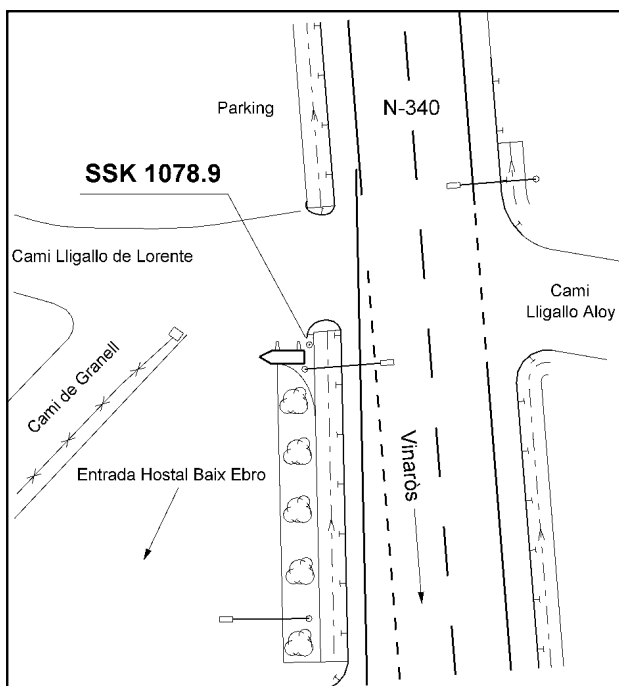 Parking
N-340
SSK 1078.9
Cami Lligallo de Lorente
Cami
Lligallo Aloy
Cami de Granell
Entrada Hostal Baix Ebro
Vinaròs